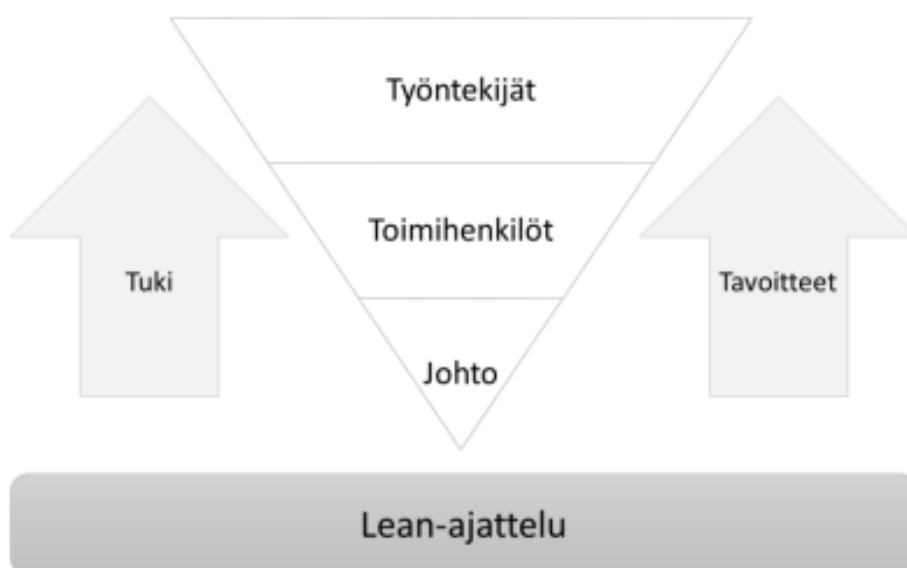 Työntekijät
Toimihenkilöt
Tuki
Tavoitteet
Johto
Lean-ajattelu